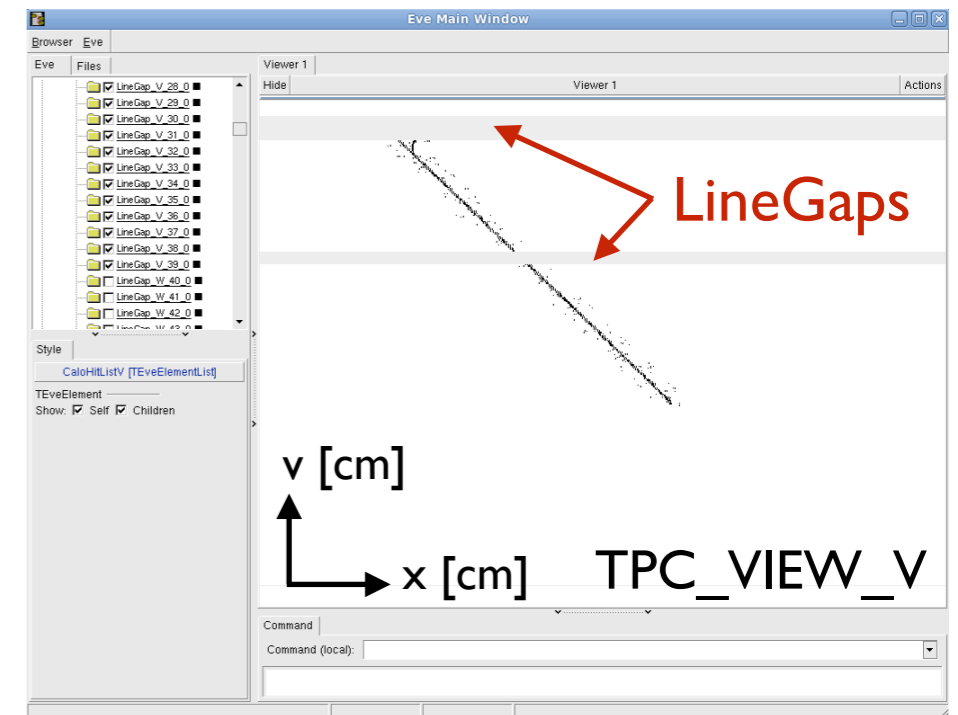 Eve Main Window
Browser Eve
Eve Files
LineGap_V_28_0
LineGap_V_29_0
LineGap_V_30_0
LineGap_V_31_0
LineGap_V_32_0
LineGap_V_33_0
LineGap_V_34_0
LineGap_V_35_0
LineGap_V_36_0
LineGap_V_37_0
LineGap_V_38_0
LineGap_V_39_0
LineGap_W_40_0
LineGap_W_41_0
LineGap_W_42_0
Style
CaloHitListV [TEveElementList]
TEveElement
Show: Self Children
Viewer 1
Hide Viewer 1 Actions
LineGaps
v [cm]
x [cm] TPC_VIEW_V
Command
Command (local):